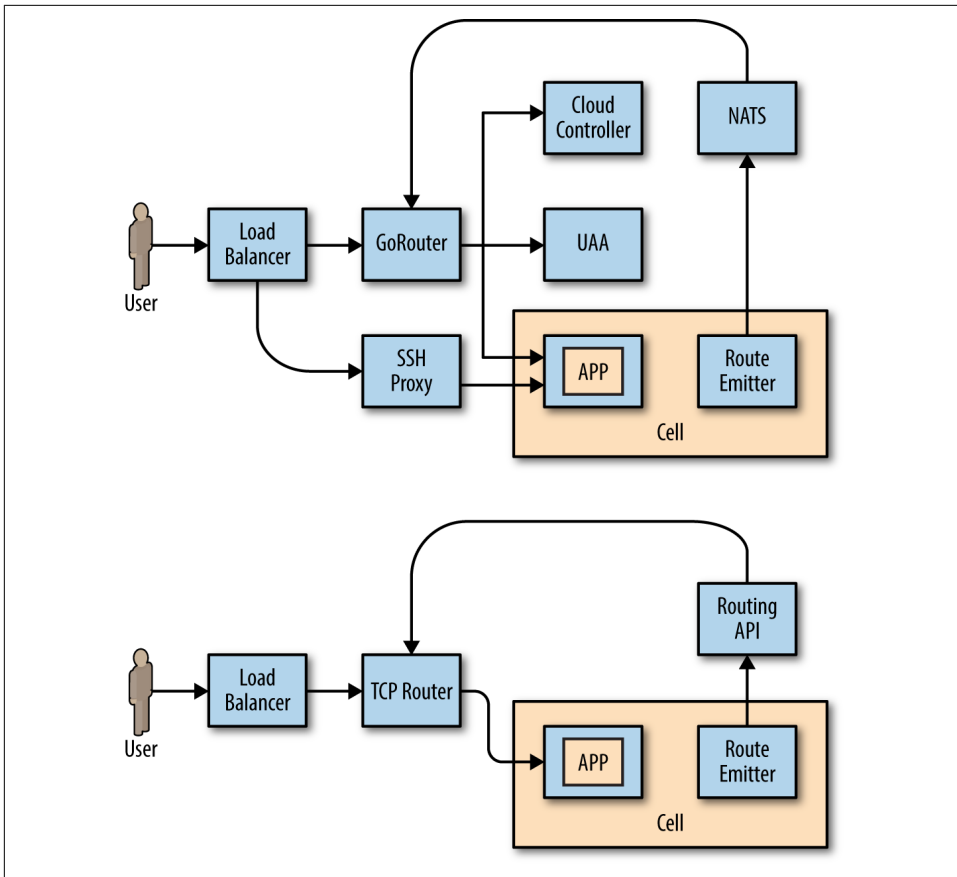 Cloud
Controller
NATS
Load
Balancer
GoRouter
UAA
User
SSH
Proxy
APP
Route
Emitter
Cell
Routing
API
Load
Balancer
TCP Router
User
APP
Route
Emitter
Cell